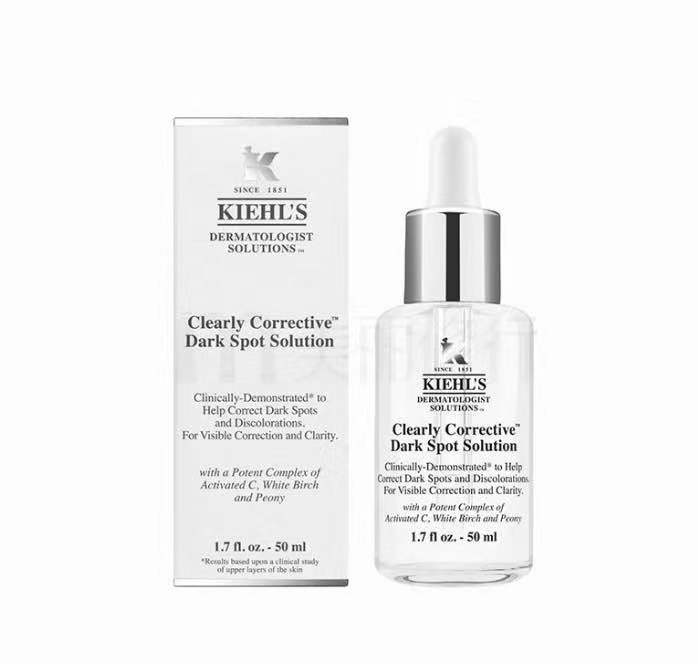 SINCE 1851
KIEHL'S
DERMATOLOGIST
SOLUTIONS™
Clearly Corrective™
Dark Spot Solution
Clinically-Demonstrated* to
Help Correct Dark Spots
and Discolorations.
For Visible Correction and Clarity.
with a Potent Complex of
Activated C, White Birch
and Peony
1.7 fl. oz. - 50 ml
*Results based upon a clinical study
of upper layers of the skin
SINCE 1851
KIEHL'S
DERMATOLOGIST
SOLUTIONS™
Clearly Corrective™
Dark Spot Solution
Clinically-Demonstrated* to Help
Correct Dark Spots and Discolorations.
For Visible Correction and Clarity.
with a Potent Complex of
Activated C, White Birch and Peony
1.7 fl. oz. - 50 ml